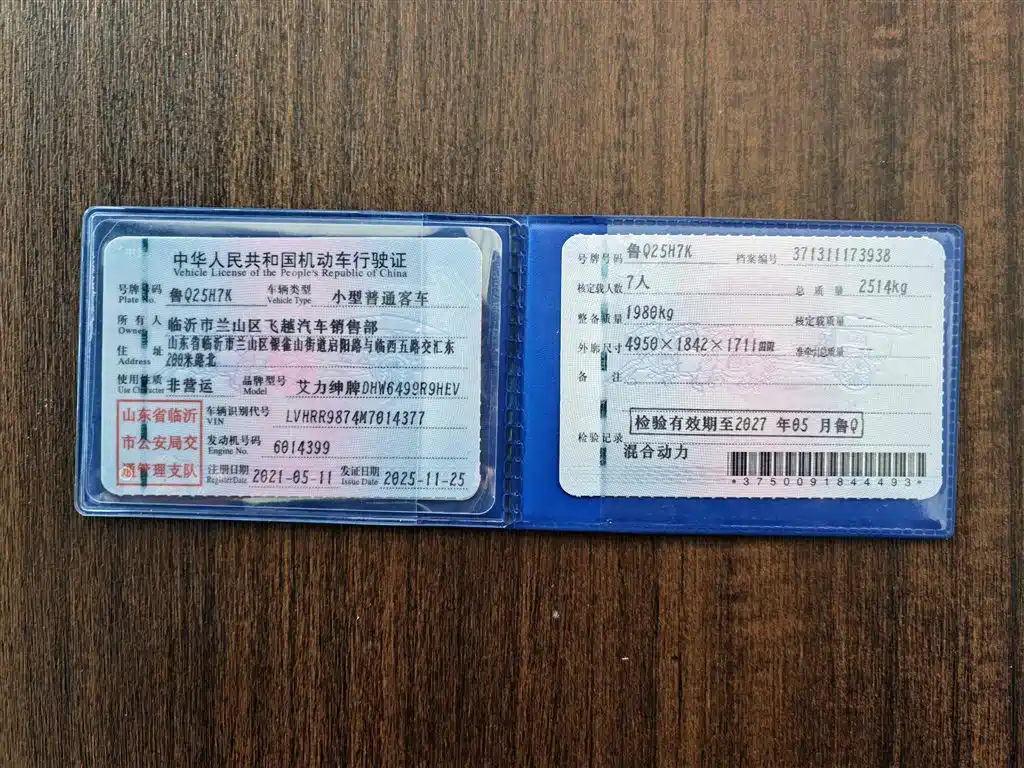 中华人民共和国机动车行驶证
Vehicle License of the People's Republic of China
号牌号码 鲁Q25H7K 车辆类型 小型普通客车
Plate No. Vehicle Type
所有人 临沂市兰山区飞越汽车销售部
Owner
住址 山东省临沂市兰山区银雀山街道启阳路与临西五路交汇东
Address 200米路北
使用性质 非营运 品牌型号 艾力绅牌DHW6499R9HEV
Use Character Model
山东省临沂
市公安局交
通管理支队
车辆识别代号 LVHRR9874M7014377
VIN
发动机号码 6014399
Engine No.
注册日期 2021-05-11 发证日期 2025-11-25
Register Date Issue Date
号牌号码 鲁Q25H7K 档案编号 371311173938
核定载人数 7人 总质量 2514kg
整备质量 1980kg 核定载质量
外廓尺寸 4950×1842×1711mm 准牵引总质量
备注
检验有效期至2027 年05 月鲁Q
检验记录
混合动力
*3750091844493*